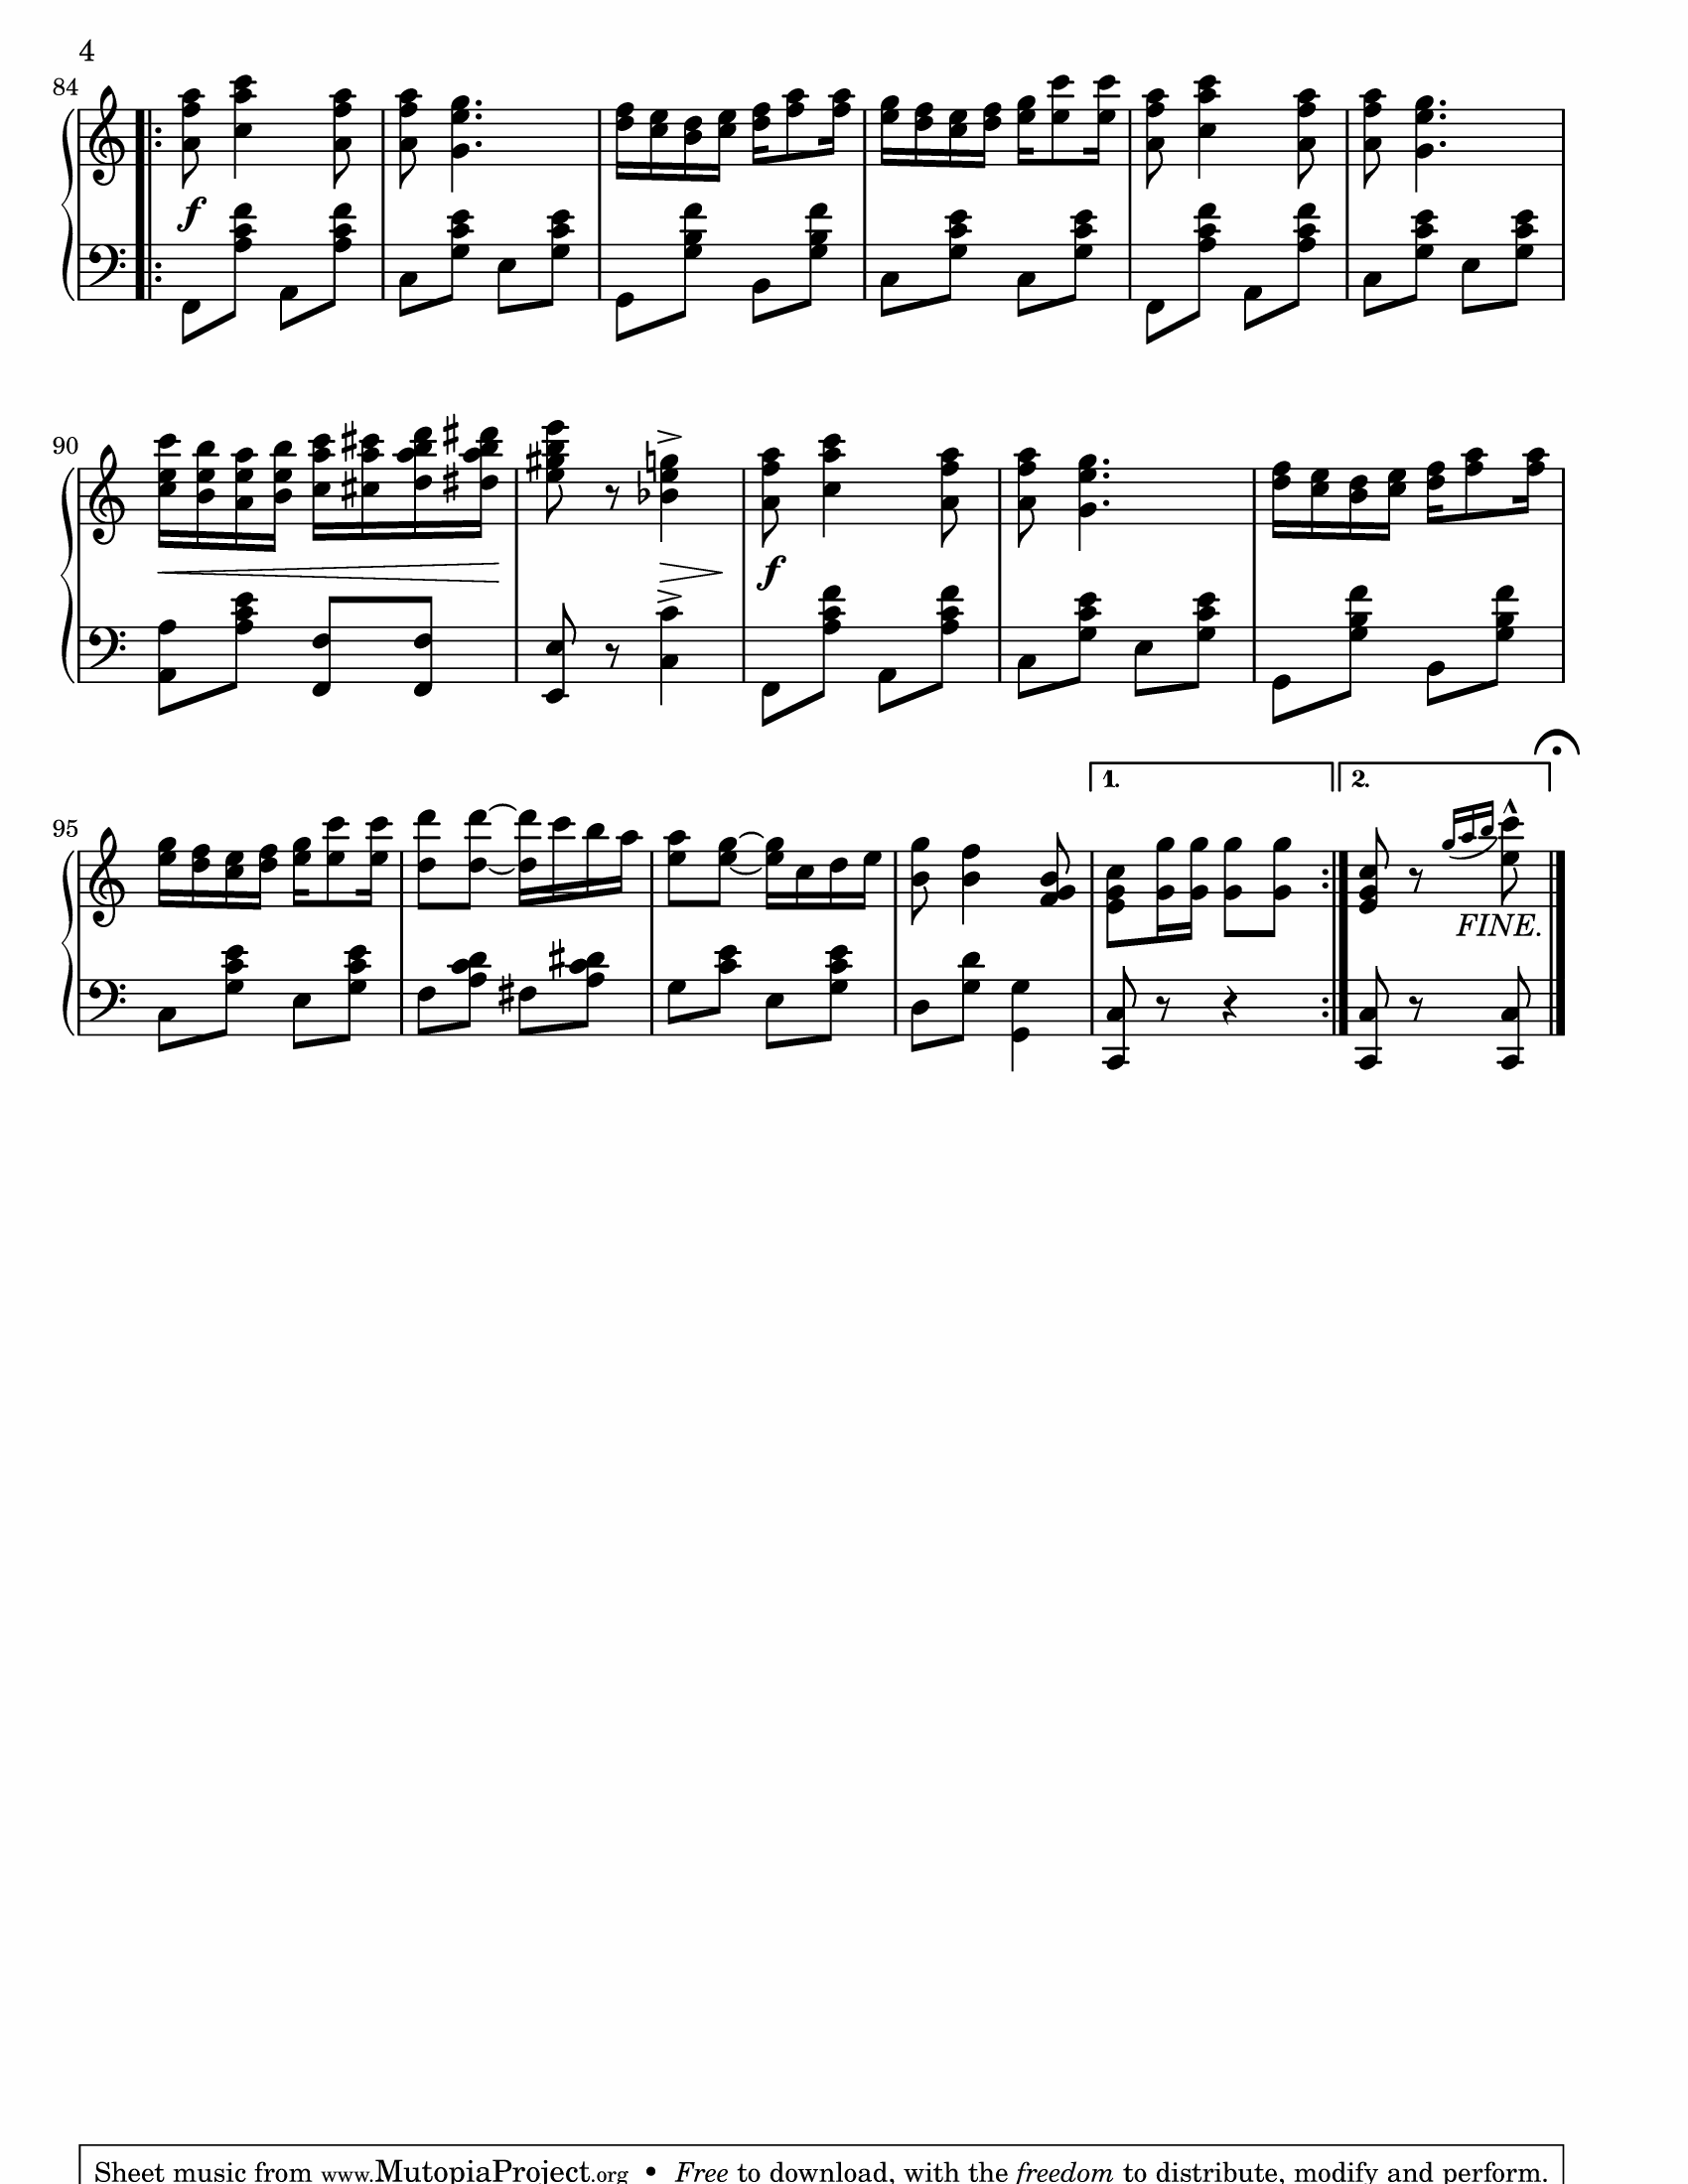 4
84
f
90
f
1. 2.
95
FINE.
Sheet music from www.MutopiaProject.org • Free to download, with the freedom to distribute, modify and perform.